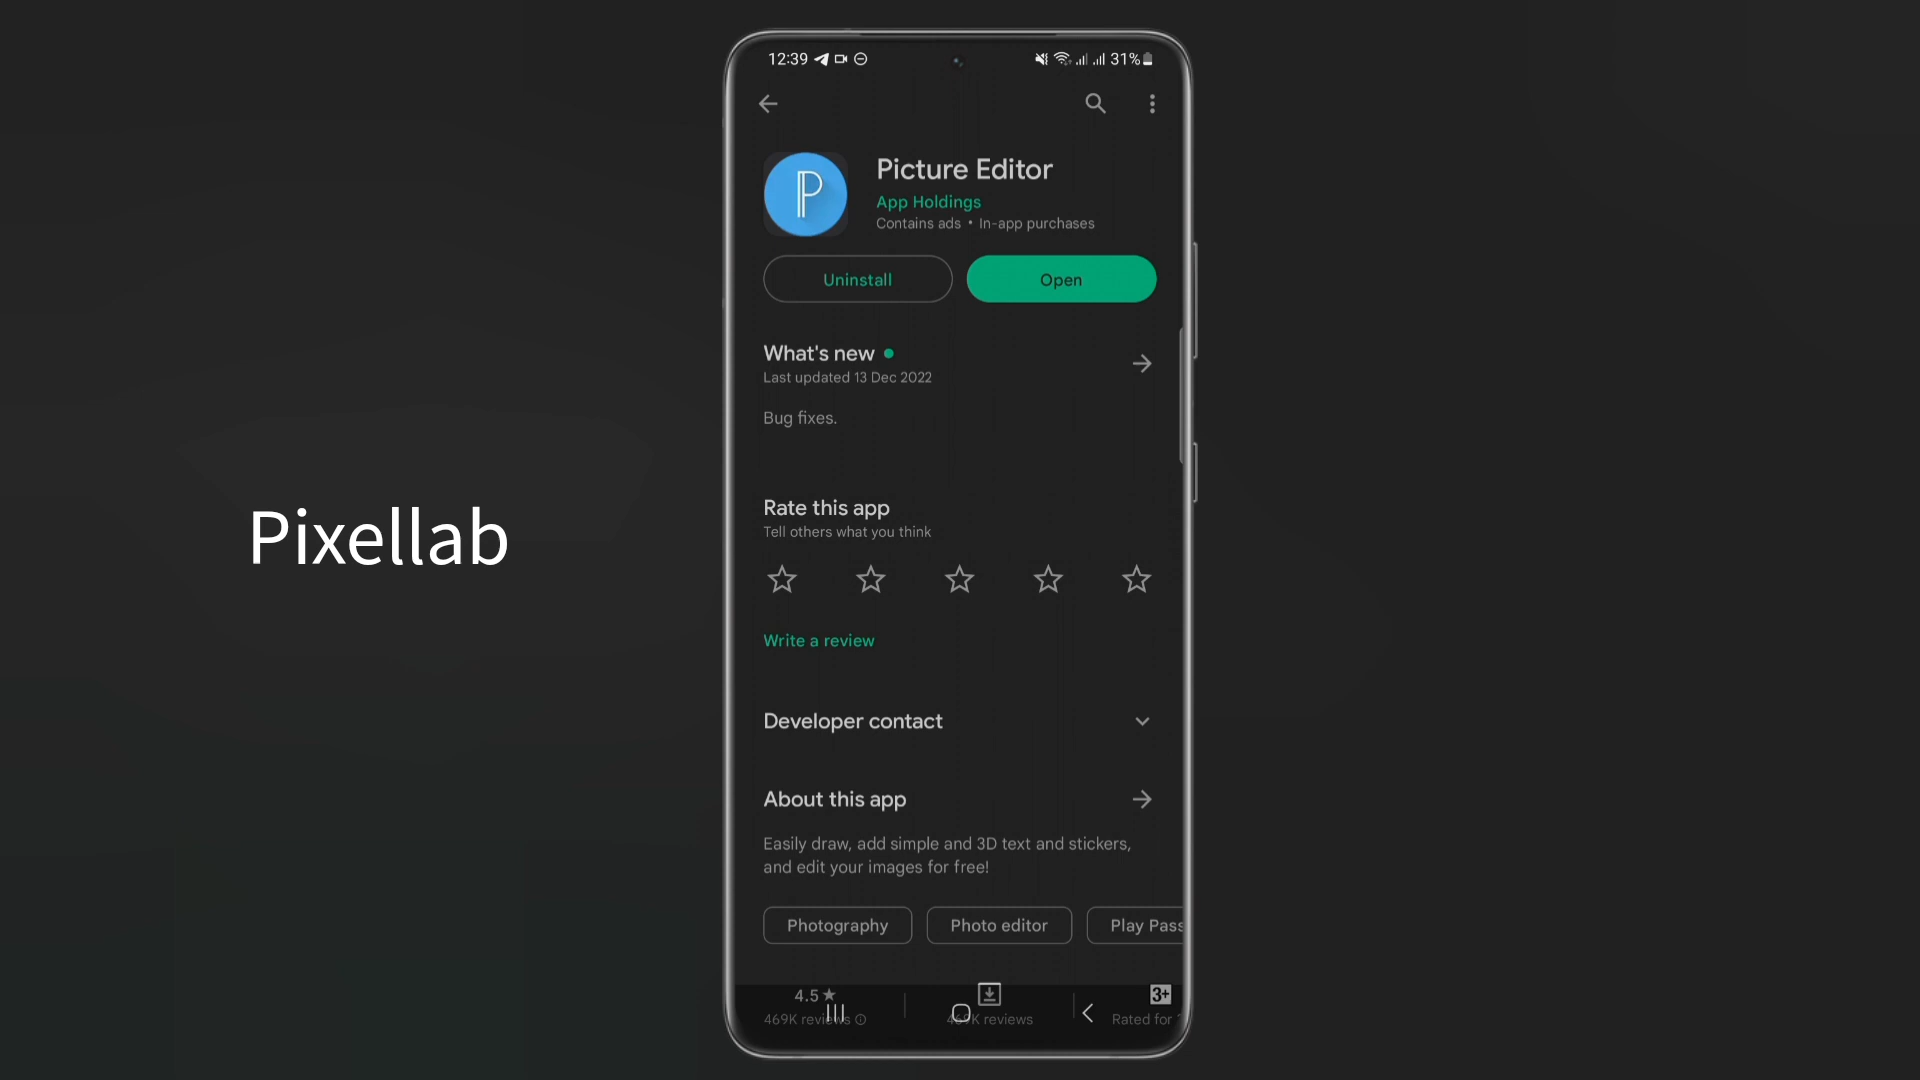 12:39
31%
Picture Editor
App Holdings
Contains ads • In-app purchases
Uninstall
Open
What's new
Last updated 13 Dec 2022
Bug fixes.
Pixellab
Rate this app
Tell others what you think
Write a review
Developer contact
About this app
Easily draw, add simple and 3D text and stickers,
and edit your images for free!
Photography
Photo editor
Play Pass
4.5★
469K reviews
3+
469K reviews
Rated for